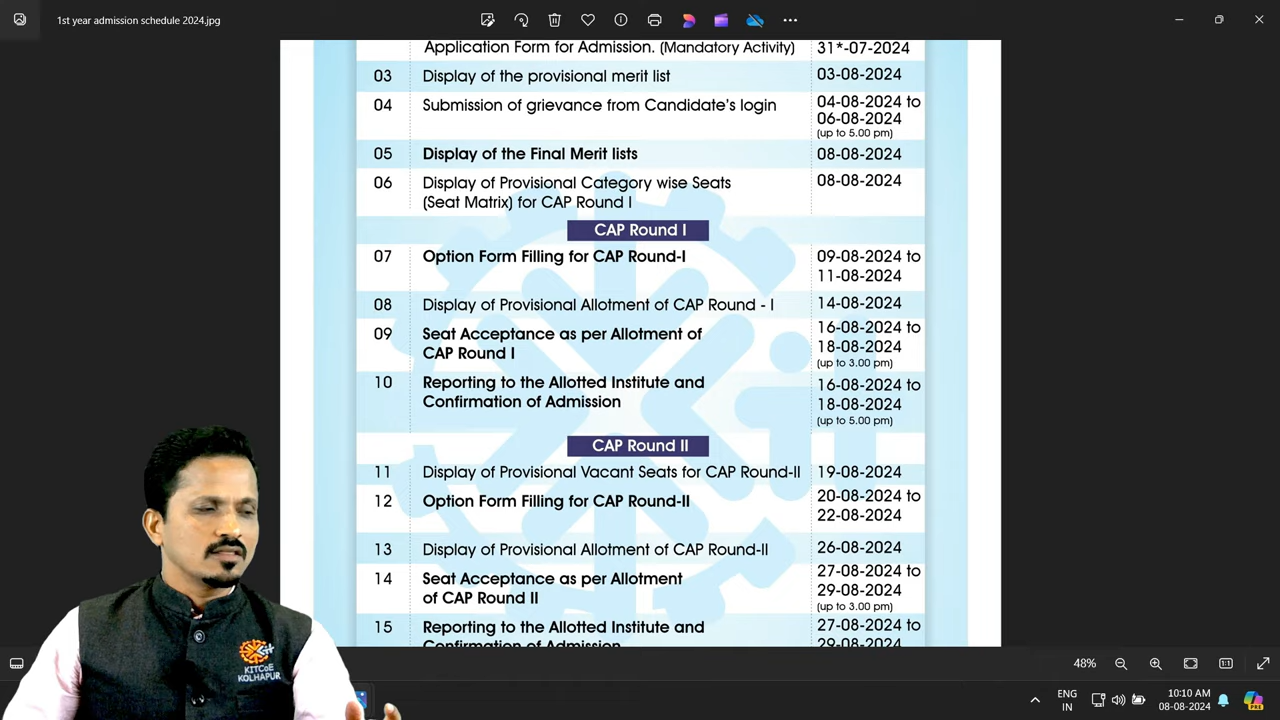 1st year admission schedule 2024.jpg
Application Form for Admission. (Mandatory Activity)
31*-07-2024
03 Display of the provisional merit list 03-08-2024
04 Submission of grievance from Candidate's login 04-08-2024 to
06-08-2024
(up to 5.00 pm)
05 Display of the Final Merit lists 08-08-2024
06 Display of Provisional Category wise Seats 08-08-2024
(Seat Matrix) for CAP Round I
CAP Round I
07 Option Form Filling for CAP Round-I 09-08-2024 to
11-08-2024
08 Display of Provisional Allotment of CAP Round - I 14-08-2024
09 Seat Acceptance as per Allotment of 16-08-2024 to
CAP Round I 18-08-2024
(up to 3.00 pm)
10 Reporting to the Allotted Institute and 16-08-2024 to
Confirmation of Admission 18-08-2024
(up to 5.00 pm)
CAP Round II
11 Display of Provisional Vacant Seats for CAP Round-II 19-08-2024
12 Option Form Filling for CAP Round-II 20-08-2024 to
22-08-2024
13 Display of Provisional Allotment of CAP Round-II 26-08-2024
14 Seat Acceptance as per Allotment 27-08-2024 to
of CAP Round II 29-08-2024
(up to 3.00 pm)
15 Reporting to the Allotted Institute and 27-08-2024 to
Confirmation of Admission 29-08-2024
KIT
KITCoE
KOLHAPUR
48%
ENG
IN
10:10 AM
08-08-2024